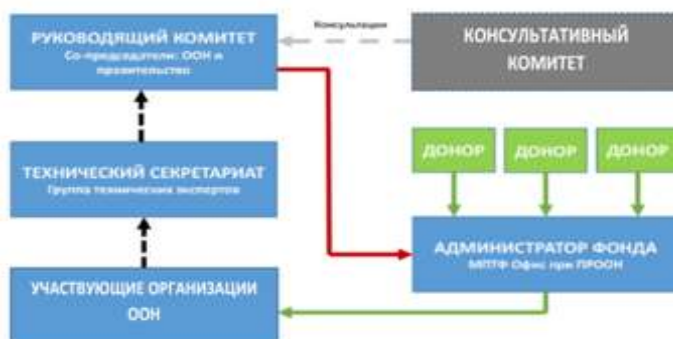 РУКОВОДЯЩИЙ КОМИТЕТ
Со-председатели: ООН и
правительство
Консультации
КОНСУЛЬТАТИВНЫЙ
КОМИТЕТ
ТЕХНИЧЕСКИЙ СЕКРЕТАРИАТ
Группа технических экспертов
ДОНОР
ДОНОР
ДОНОР
АДМИНИСТРАТОР ФОНДА
МПТФ Офис при ПРООН
УЧАСТВУЮЩИЕ ОРГАНИЗАЦИИ
ООН